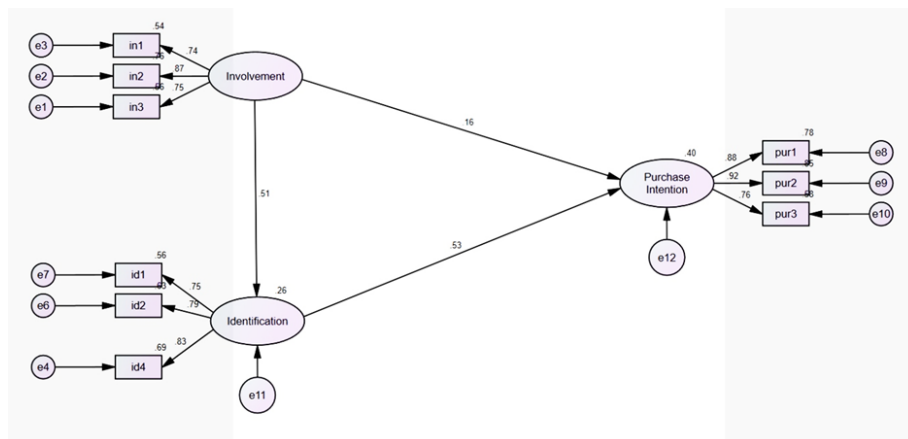 .54
e3 in1 .74
e2 in2 .87 Involvement
e1 in3 .75
16
.78
.40 .88 pur1 e8
Purchase
Intention
.92 pur2 e9
.76 pur3 e10
.51
e12
.53
.56
e7 id1 .75
e6 id2 .79
.26
Identification
.69 .83
e4 id4
e11